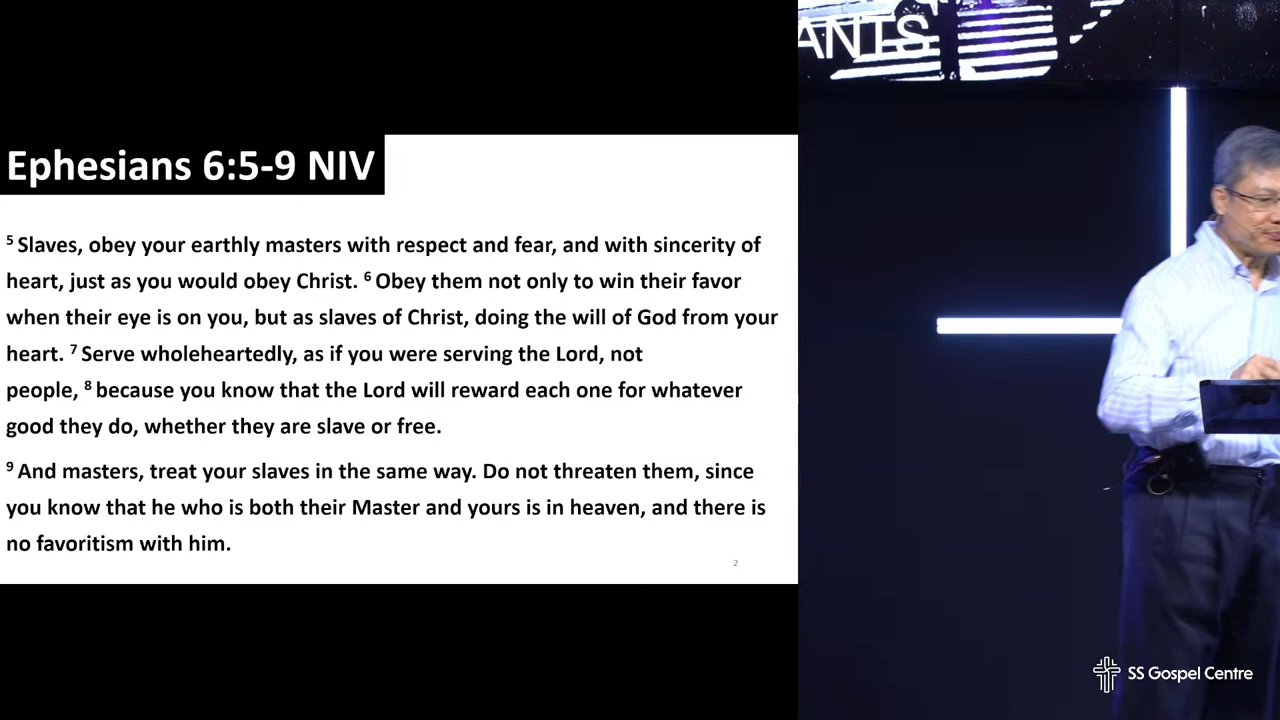 ANTS
Ephesians 6:5-9 NIV
5 Slaves, obey your earthly masters with respect and fear, and with sincerity of
heart, just as you would obey Christ. 6 Obey them not only to win their favor
when their eye is on you, but as slaves of Christ, doing the will of God from your
heart. 7 Serve wholeheartedly, as if you were serving the Lord, not
people, 8 because you know that the Lord will reward each one for whatever
good they do, whether they are slave or free.
9 And masters, treat your slaves in the same way. Do not threaten them, since
you know that he who is both their Master and yours is in heaven, and there is
no favoritism with him.
2
SS Gospel Centre